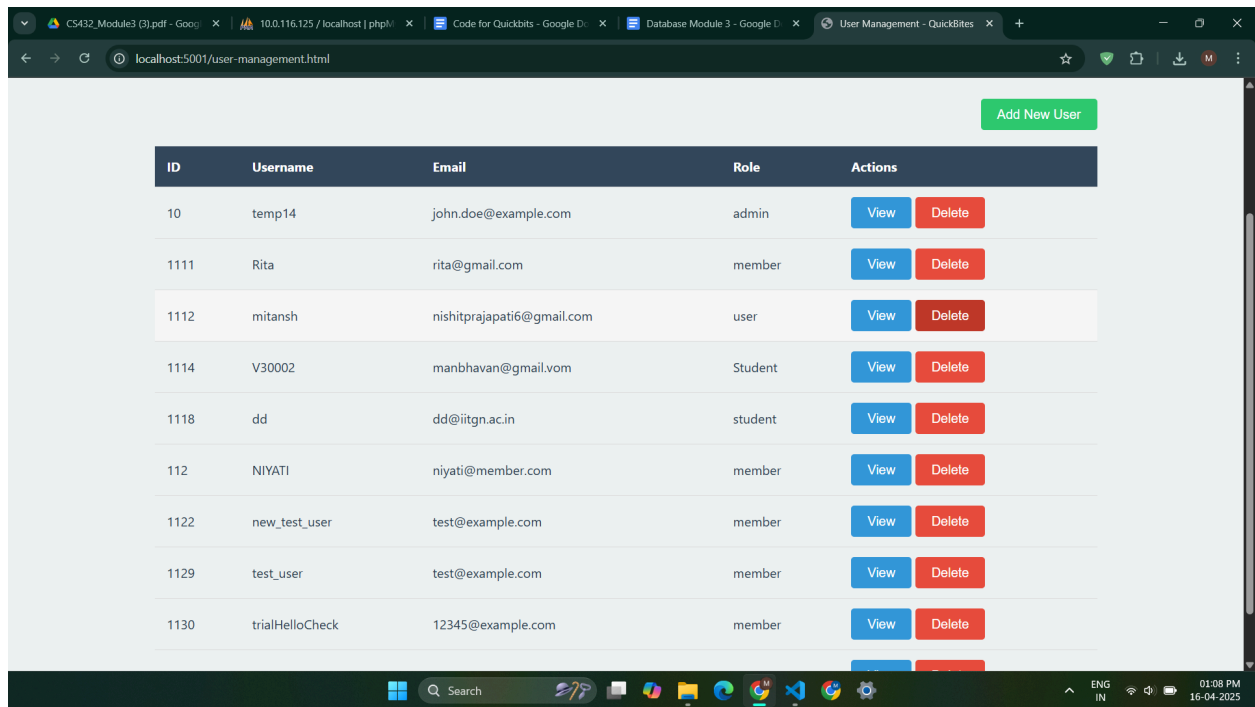 CS432_Module3 (3).pdf - Googl
10.0.116.125 / localhost | phpM
Code for Quickbits - Google Do
Database Module 3 - Google D
User Management - QuickBites
localhost:5001/user-management.html
M
Add New User
ID Username Email Role Actions
10 temp14 john.doe@example.com admin View Delete
1111 Rita rita@gmail.com member View Delete
1112 mitansh nishitprajapati6@gmail.com user View Delete
1114 V30002 manbhavan@gmail.vom Student View Delete
1118 dd dd@iitgn.ac.in student View Delete
112 NIYATI niyati@member.com member View Delete
1122 new_test_user test@example.com member View Delete
1129 test_user test@example.com member View Delete
1130 trialHelloCheck 12345@example.com member View Delete
Search
ENG
IN
01:08 PM
16-04-2025